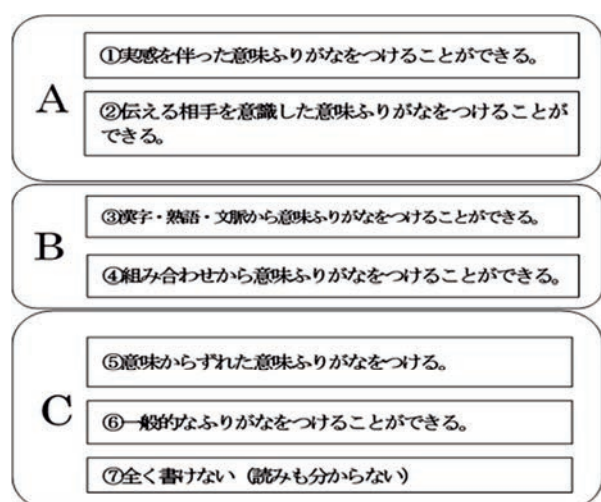 A
①実感を伴った意味ふりがなをつけることができる。
②伝える相手を意識した意味ふりがなをつけることが
できる。
B
③漢字・熟語・文脈から意味ふりがなをつけることができる。
④組み合わせから意味ふりがなをつけることができる。
C
⑤意味からずれた意味ふりがなをつける。
⑥一般的なふりがなをつけることができる。
⑦全く書けない（読みも分からない）